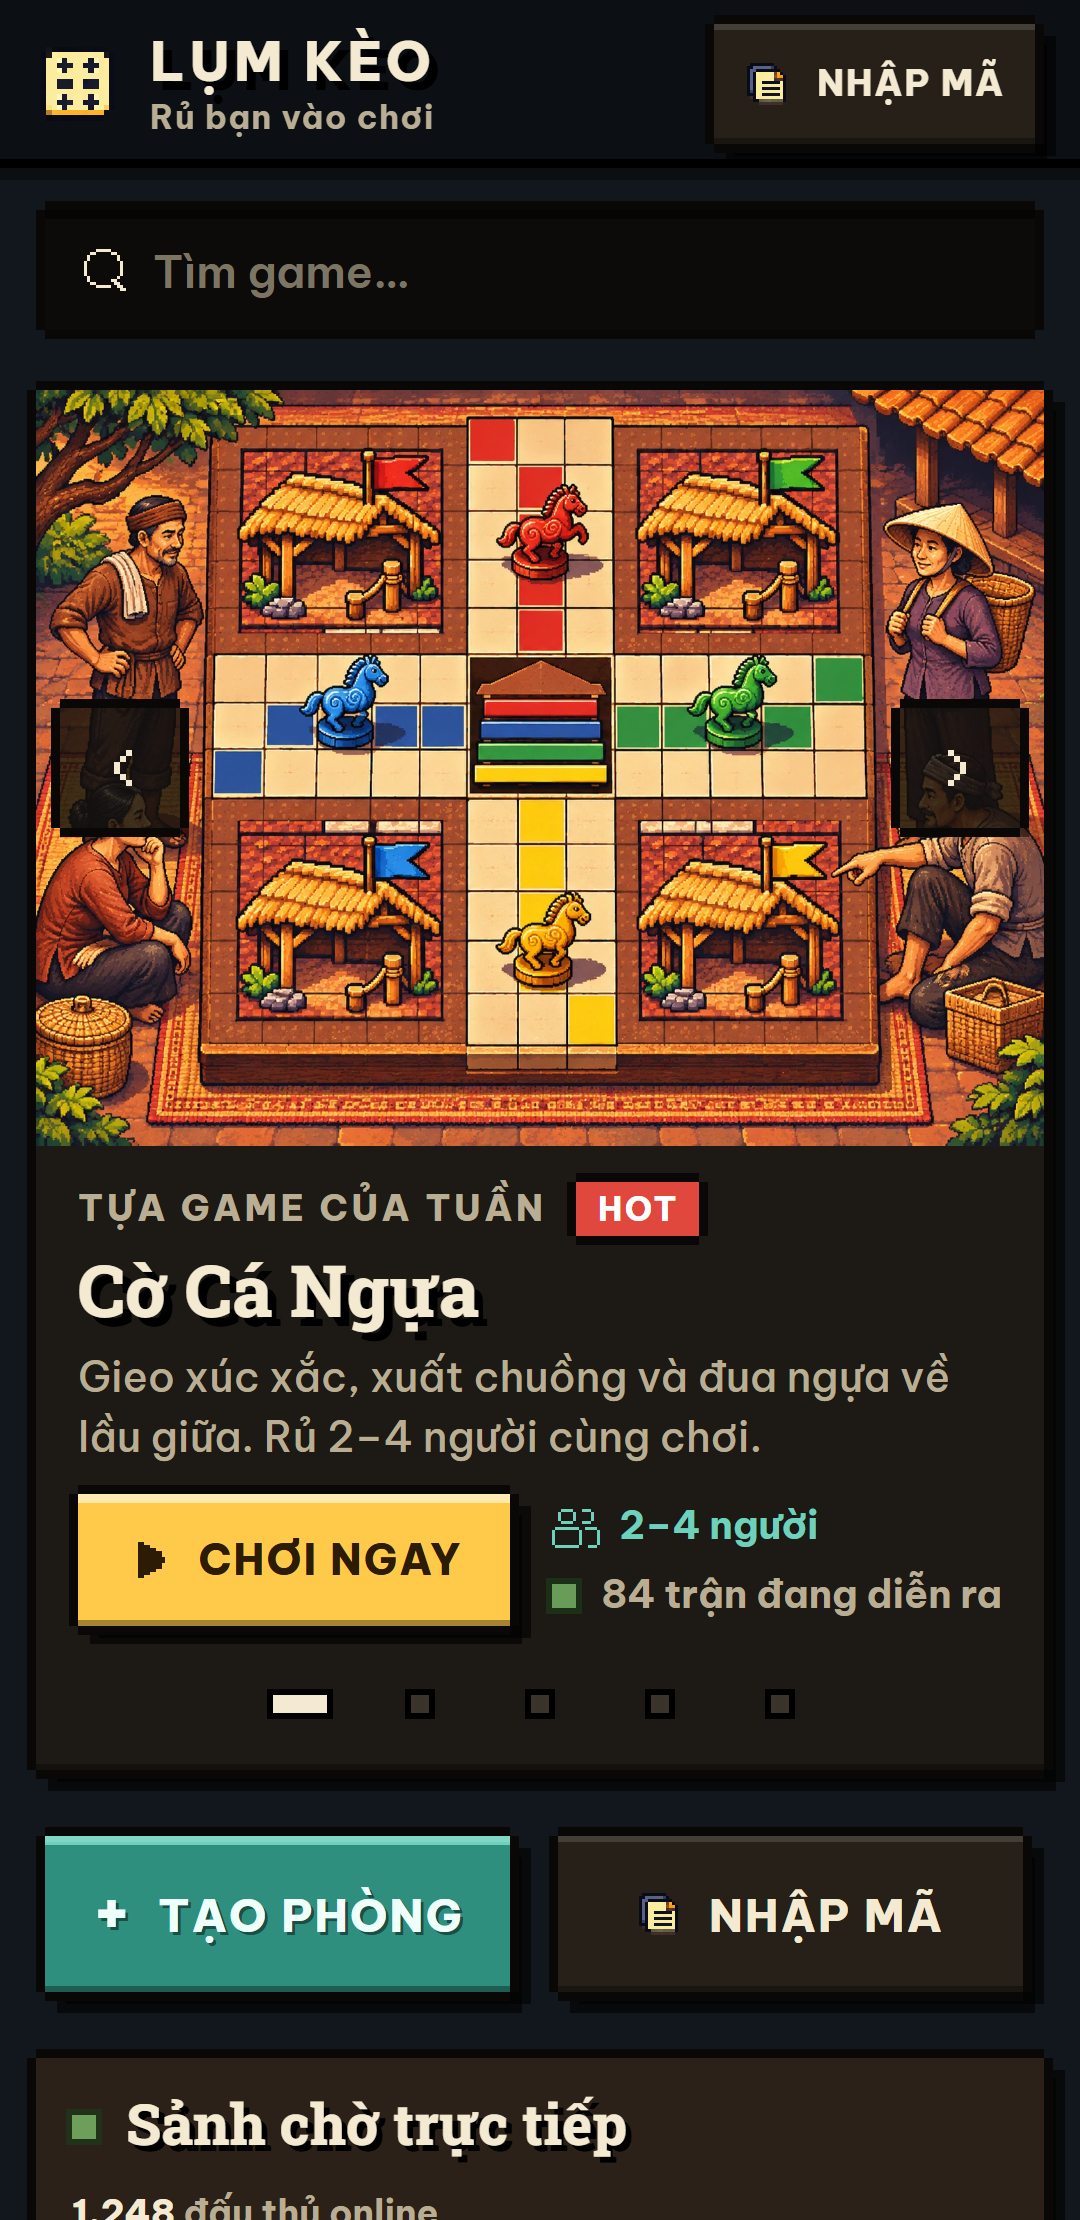 LỤM KÈO
Rủ bạn vào chơi
NHẬP MÃ
Tìm game...
TỰA GAME CỦA TUẦN HOT
Cờ Cá Ngựa
Gieo xúc xắc, xuất chuồng và đua ngựa về
lầu giữa. Rủ 2–4 người cùng chơi.
CHƠI NGAY
2–4 người
84 trận đang diễn ra
TẠO PHÒNG
NHẬP MÃ
Sảnh chờ trực tiếp
1.248 đấu thủ online